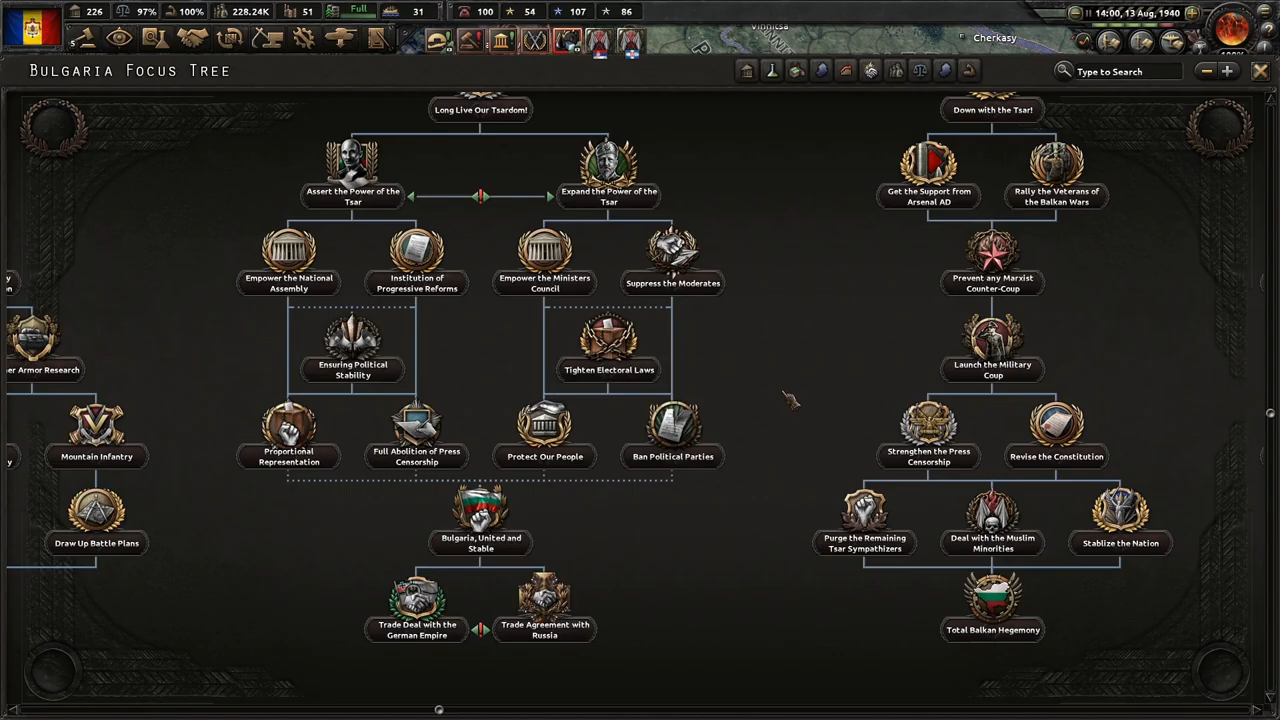 226
97%
100%
228.24K
51
Full
31
100
54
107
86
14:00, 13 Aug, 1940
5
Vinnitsa
Cherkasy
100%
Bulgaria Focus Tree
Type to Search
Long Live Our Tsardom!
Down with the Tsar!
Assert the Power of the
Tsar
Expand the Power of the
Tsar
Get the Support from
Arsenal AD
Rally the Veterans of
the Balkan Wars
Empower the National
Assembly
Institution of
Progressive Reforms
Empower the Ministers
Council
Suppress the Moderates
Prevent any Marxist
Counter-Coup
her Armor Research
Ensuring Political
Stability
Tighten Electoral Laws
Launch the Military
Coup
Mountain Infantry
Proportional
Representation
Full Abolition of Press
Censorship
Protect Our People
Ban Political Parties
Strengthen the Press
Censorship
Revise the Constitution
Draw Up Battle Plans
Bulgaria, United and
Stable
Purge the Remaining
Tsar Sympathizers
Deal with the Muslim
Minorities
Stablize the Nation
Trade Deal with the
German Empire
Trade Agreement with
Russia
Total Balkan Hegemony